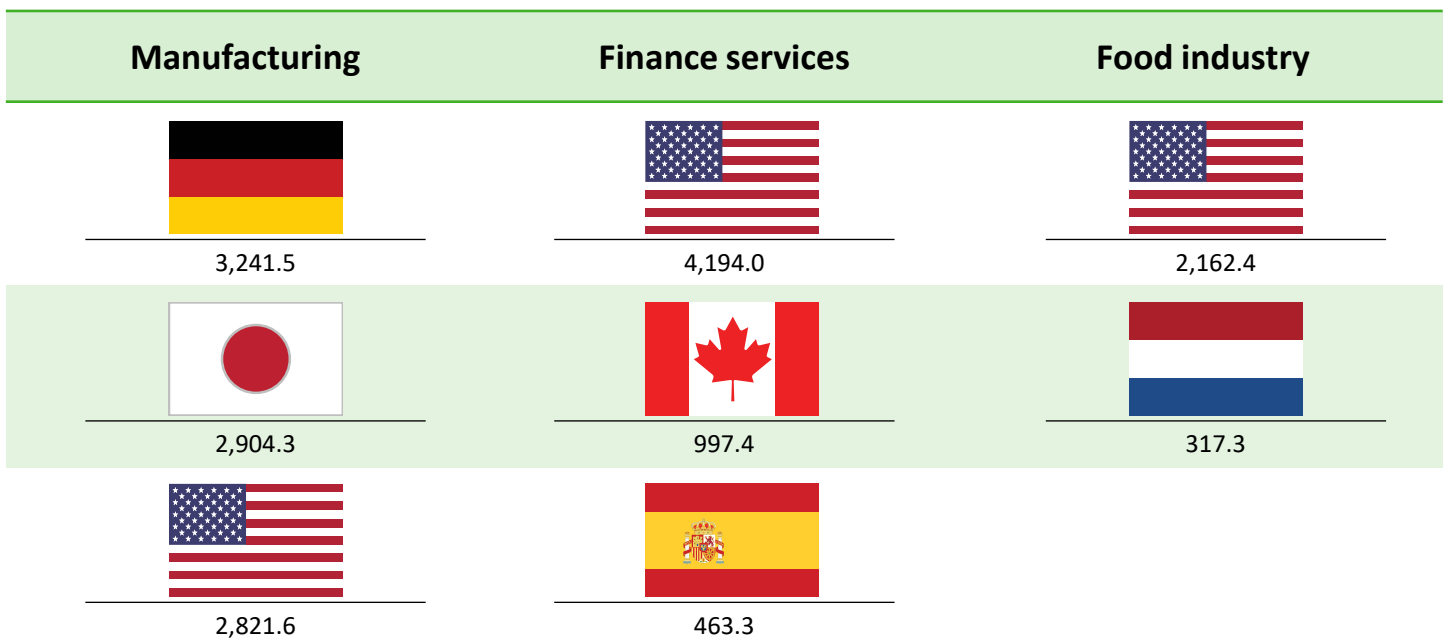 Manufacturing Finance services Food industry
3,241.5 4,194.0 2,162.4
2,904.3 997.4 317.3
2,821.6 463.3